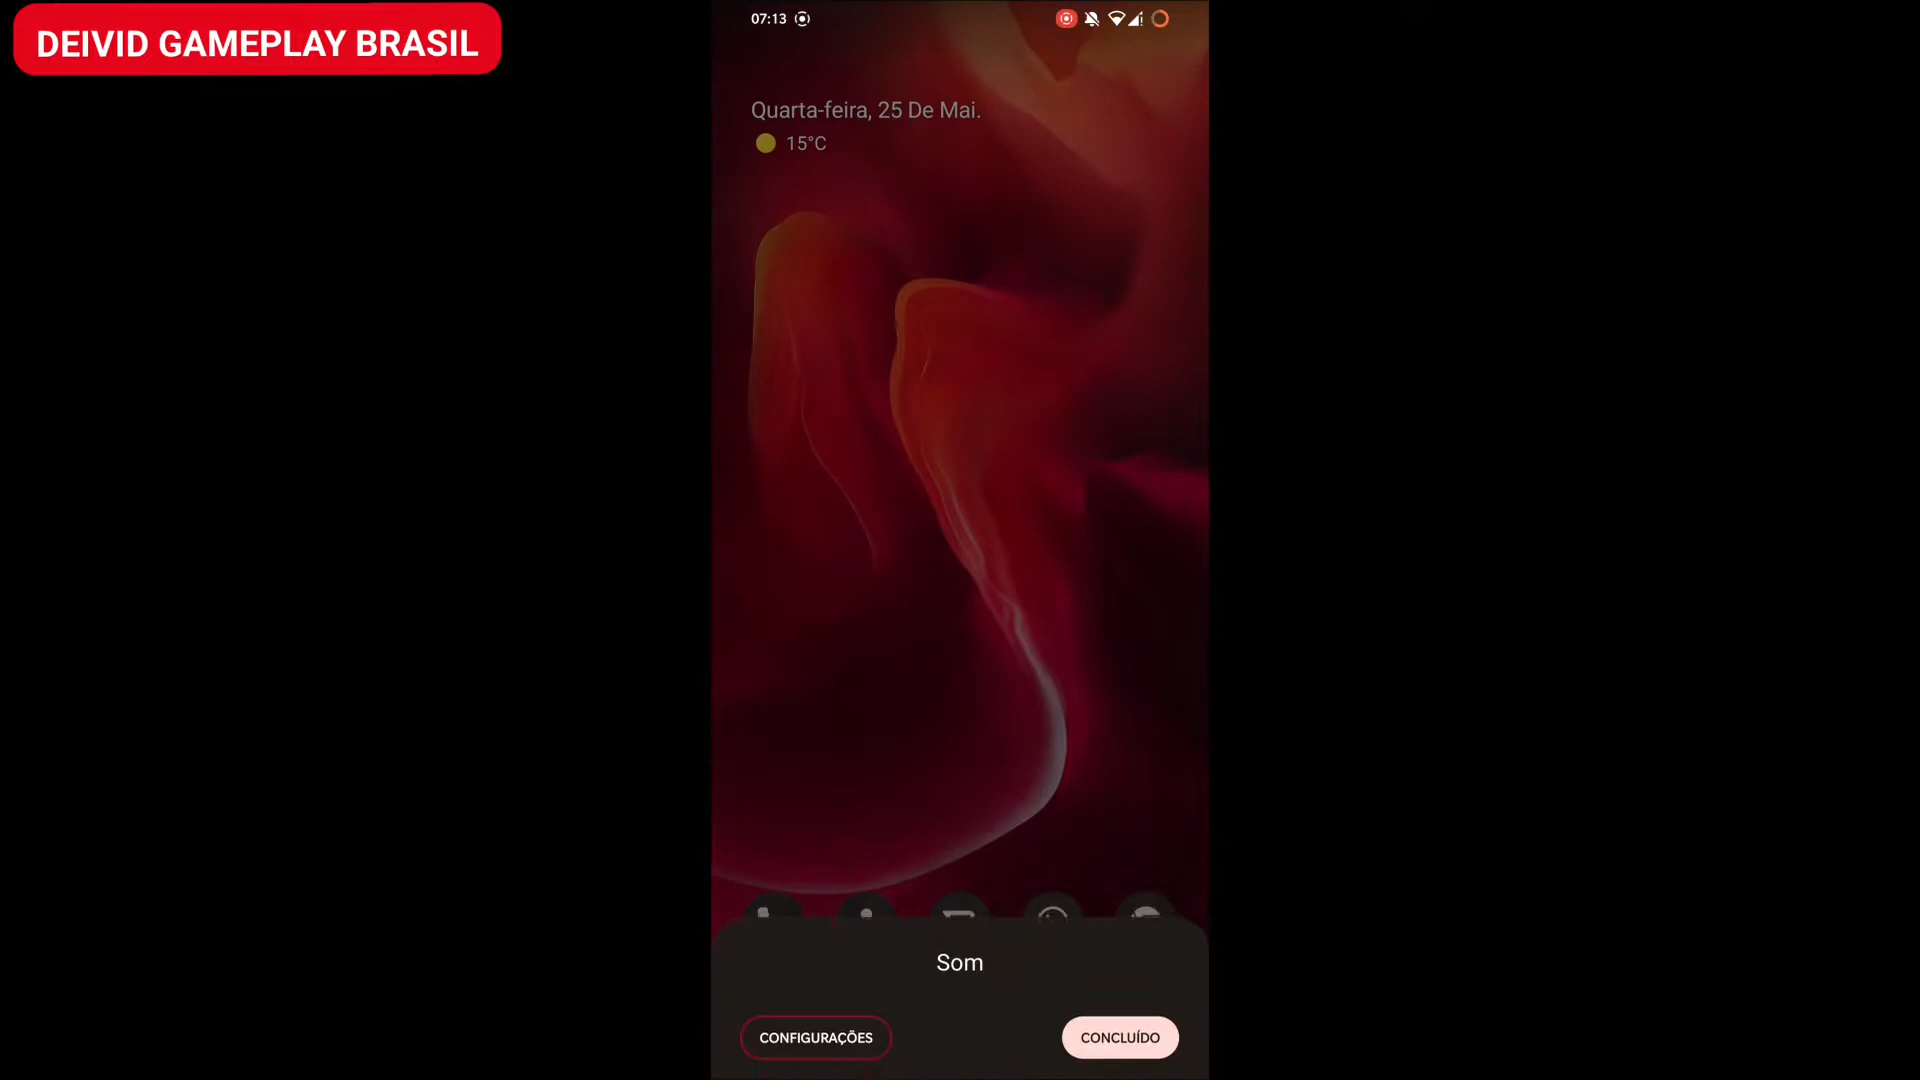 DEIVID GAMEPLAY BRASIL
07:13
Quarta-feira, 25 De Mai.
15°C
Som
CONFIGURAÇÕES
CONCLUÍDO